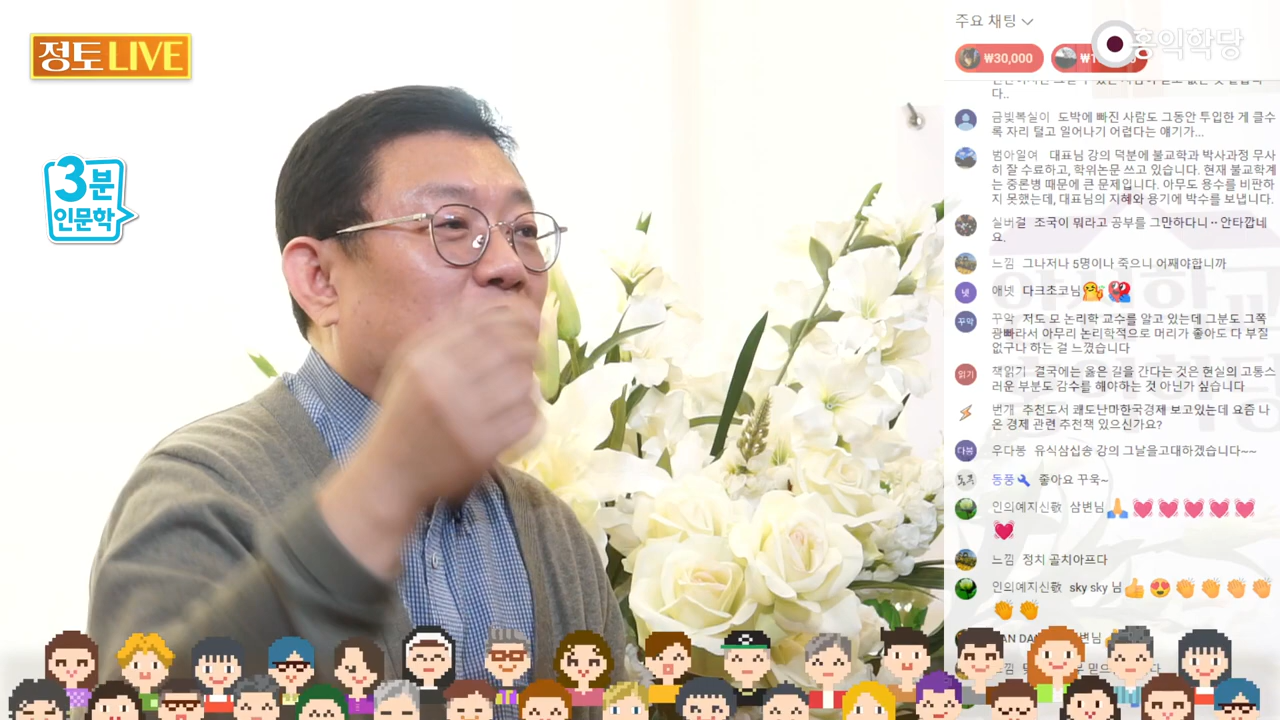 정토 LIVE
3분
인문학
주요 채팅
홍익학당
₩30,000
다..
금빛복실이 도박에 빠진 사람도 그동안 투입한 게 클수
록 자리 털고 일어나기 어렵다는 얘기가...
범아일여 대표님 강의 덕분에 불교학과 박사과정 무사
히 잘 수료하고, 학위논문 쓰고 있습니다. 현재 불교학계
는 중론병 때문에 큰 문제입니다. 아무도 용수를 비판하
지 못했는데, 대표님의 지혜와 용기에 박수를 보냅니다.
실버걸 조국이 뭐라고 공부를 그만하다니··안타깝네
요.
느낌 그나저나 5명이나 죽으니 어째야합니까
넷 애넷 다크초코님
꾸악 꾸악 저도 모 논리학 교수를 알고 있는데 그분도 그쪽
광빠라서 아무리 논리학적으로 머리가 좋아도 다 부질
없구나 하는 걸 느꼈습니다
읽기 책읽기 결국에는 옳은 길을 간다는 것은 현실의 고통스
러운 부분도 감수를 해야하는 것 아닌가 싶습니다
번개 추천도서 쾌도난마한국경제 보고있는데 요즘 나
온 경제 관련 추천책 있으신가요?
다봉 우다봉 유식삼십송 강의 그날을고대하겠습니다~~
동풍 좋아요 꾸욱~
인의예지신敬 삼변님
느낌 정치 골치아프다
인의예지신敬 sky sky 님